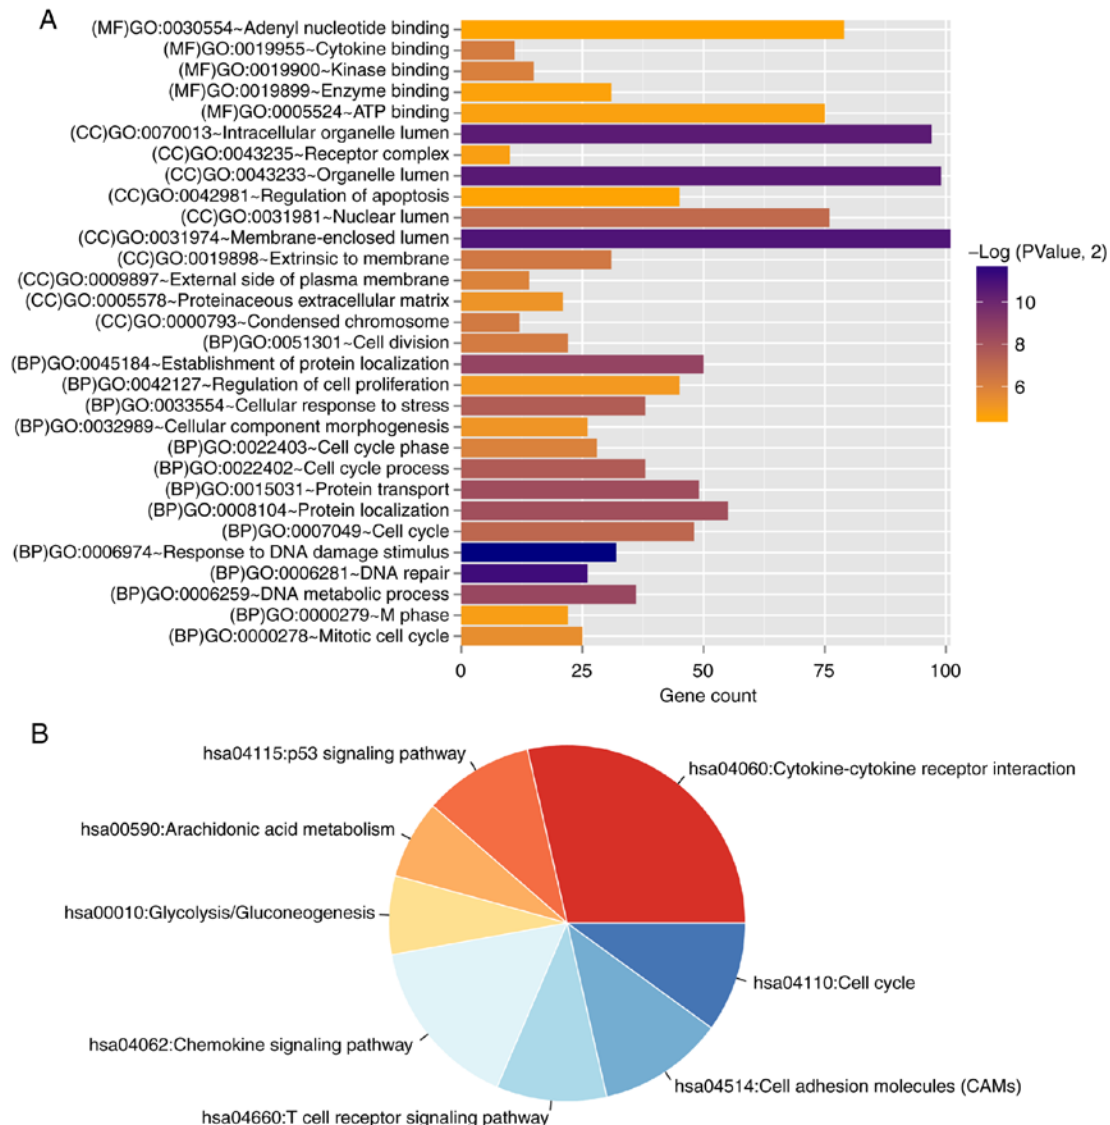 A
(MF)GO:0030554~Adenyl nucleotide binding
(MF)GO:0019955~Cytokine binding
(MF)GO:0019900~Kinase binding
(MF)GO:0019899~Enzyme binding
(MF)GO:0005524~ATP binding
(CC)GO:0070013~Intracellular organelle lumen
(CC)GO:0043235~Receptor complex
(CC)GO:0043233~Organelle lumen
(CC)GO:0042981~Regulation of apoptosis
(CC)GO:0031981~Nuclear lumen
(CC)GO:0031974~Membrane-enclosed lumen
(CC)GO:0019898~Extrinsic to membrane
(CC)GO:0009897~External side of plasma membrane
(CC)GO:0005578~Proteinaceous extracellular matrix
(CC)GO:0000793~Condensed chromosome
(BP)GO:0051301~Cell division
(BP)GO:0045184~Establishment of protein localization
(BP)GO:0042127~Regulation of cell proliferation
(BP)GO:0033554~Cellular response to stress
(BP)GO:0032989~Cellular component morphogenesis
(BP)GO:0022403~Cell cycle phase
(BP)GO:0022402~Cell cycle process
(BP)GO:0015031~Protein transport
(BP)GO:0008104~Protein localization
(BP)GO:0007049~Cell cycle
(BP)GO:0006974~Response to DNA damage stimulus
(BP)GO:0006281~DNA repair
(BP)GO:0006259~DNA metabolic process
(BP)GO:0000279~M phase
(BP)GO:0000278~Mitotic cell cycle
0 25 50 75 100
Gene count
−Log (PValue, 2)
10
8
6
B
hsa04115:p53 signaling pathway
hsa04060:Cytokine-cytokine receptor interaction
hsa00590:Arachidonic acid metabolism
hsa00010:Glycolysis/Gluconeogenesis
hsa04110:Cell cycle
hsa04062:Chemokine signaling pathway
hsa04514:Cell adhesion molecules (CAMs)
hsa04660:T cell receptor signaling pathway